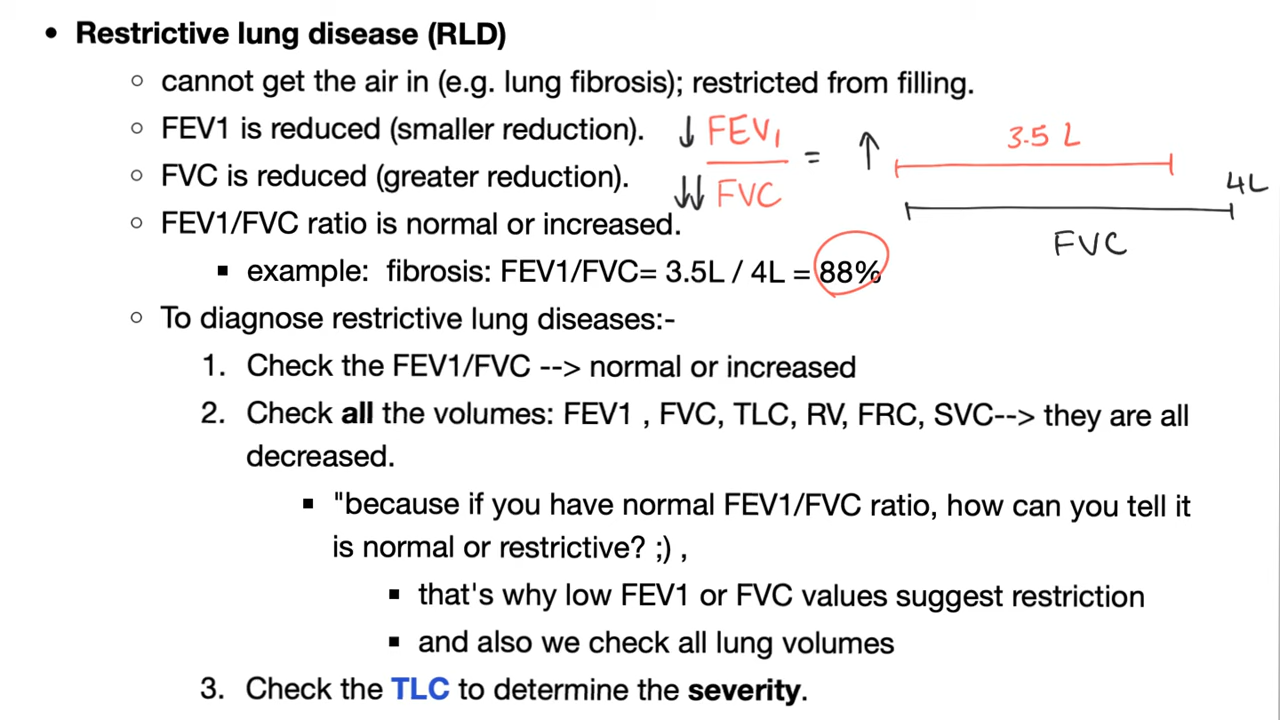 • Restrictive lung disease (RLD)
○ cannot get the air in (e.g. lung fibrosis); restricted from filling.
○ FEV1 is reduced (smaller reduction).
○ FVC is reduced (greater reduction).
↓ FEV₁
↓↓ FVC
= ↑
3.5 L
4L
FVC
○ FEV1/FVC ratio is normal or increased.
▪ example: fibrosis: FEV1/FVC= 3.5L / 4L = 88%
○ To diagnose restrictive lung diseases:-
1. Check the FEV1/FVC --> normal or increased
2. Check all the volumes: FEV1 , FVC, TLC, RV, FRC, SVC--> they are all
decreased.
▪ "because if you have normal FEV1/FVC ratio, how can you tell it
is normal or restrictive? ;) ,
▪ that's why low FEV1 or FVC values suggest restriction
▪ and also we check all lung volumes
3. Check the TLC to determine the severity.